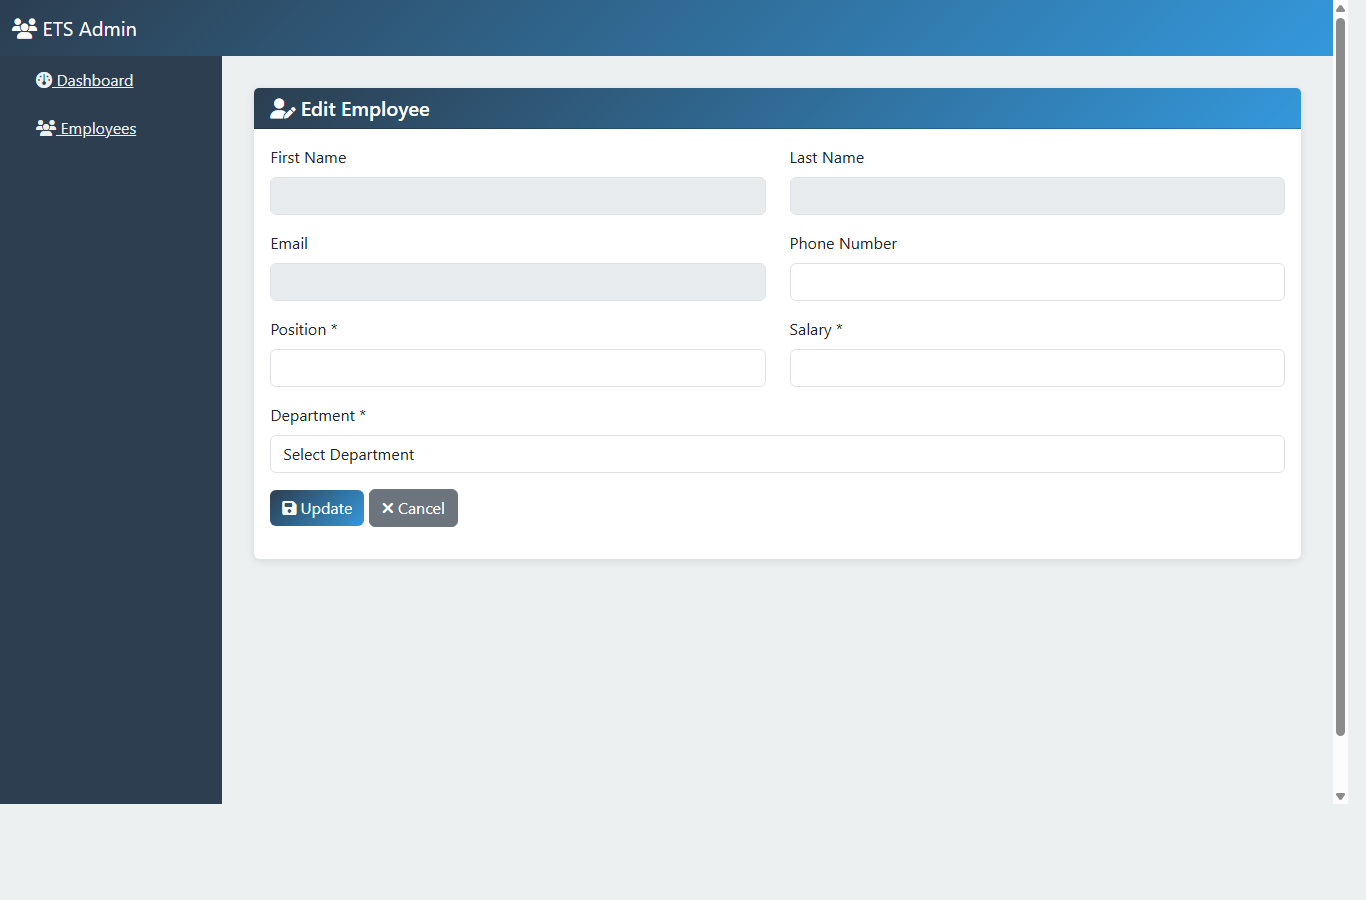 ETS Admin
Dashboard
Employees
Edit Employee
First Name
Last Name
Email
Phone Number
Position *
Salary *
Department *
Select Department
Update
Cancel